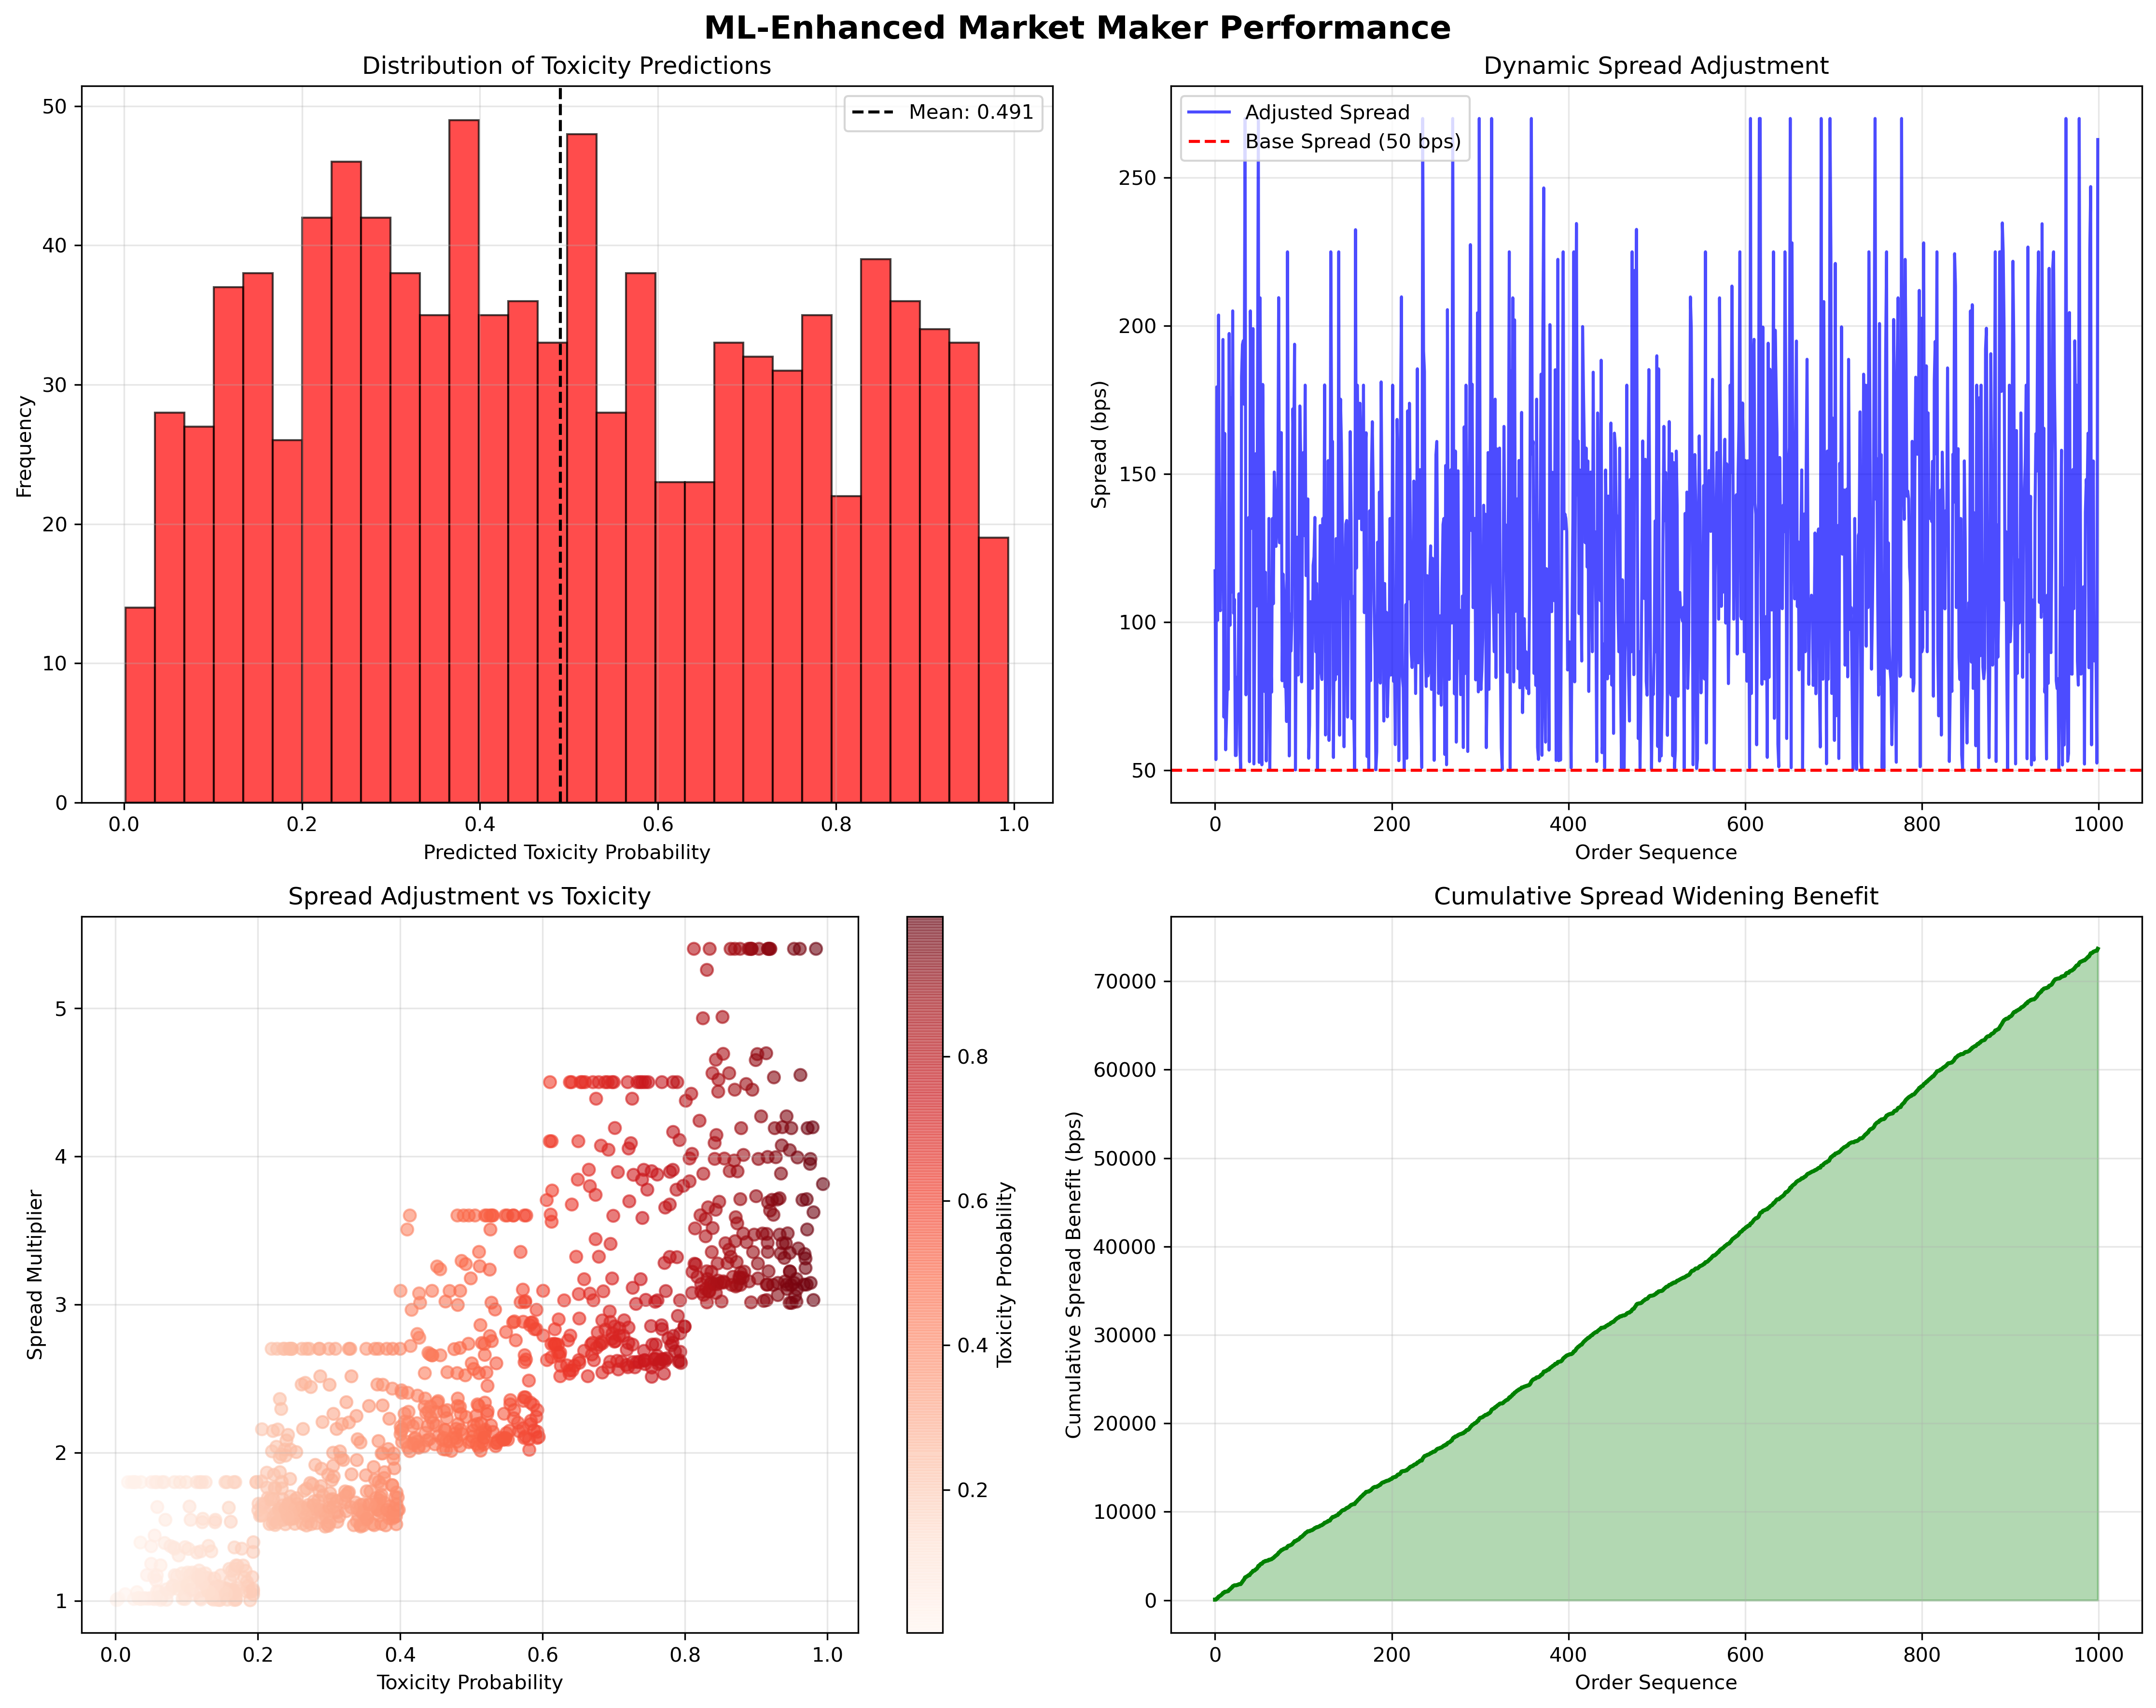 ML-Enhanced Market Maker Performance
Distribution of Toxicity Predictions
Mean: 0.491
Frequency
50
40
30
20
10
0
0.0 0.2 0.4 0.6 0.8 1.0
Predicted Toxicity Probability
Dynamic Spread Adjustment
Adjusted Spread
Base Spread (50 bps)
Spread (bps)
250
200
150
100
50
0 200 400 600 800 1000
Order Sequence
Spread Adjustment vs Toxicity
Spread Multiplier
5
4
3
2
1
0.0 0.2 0.4 0.6 0.8 1.0
Toxicity Probability
0.8
0.6
0.4
0.2
Toxicity Probability
Cumulative Spread Widening Benefit
Cumulative Spread Benefit (bps)
70000
60000
50000
40000
30000
20000
10000
0
0 200 400 600 800 1000
Order Sequence